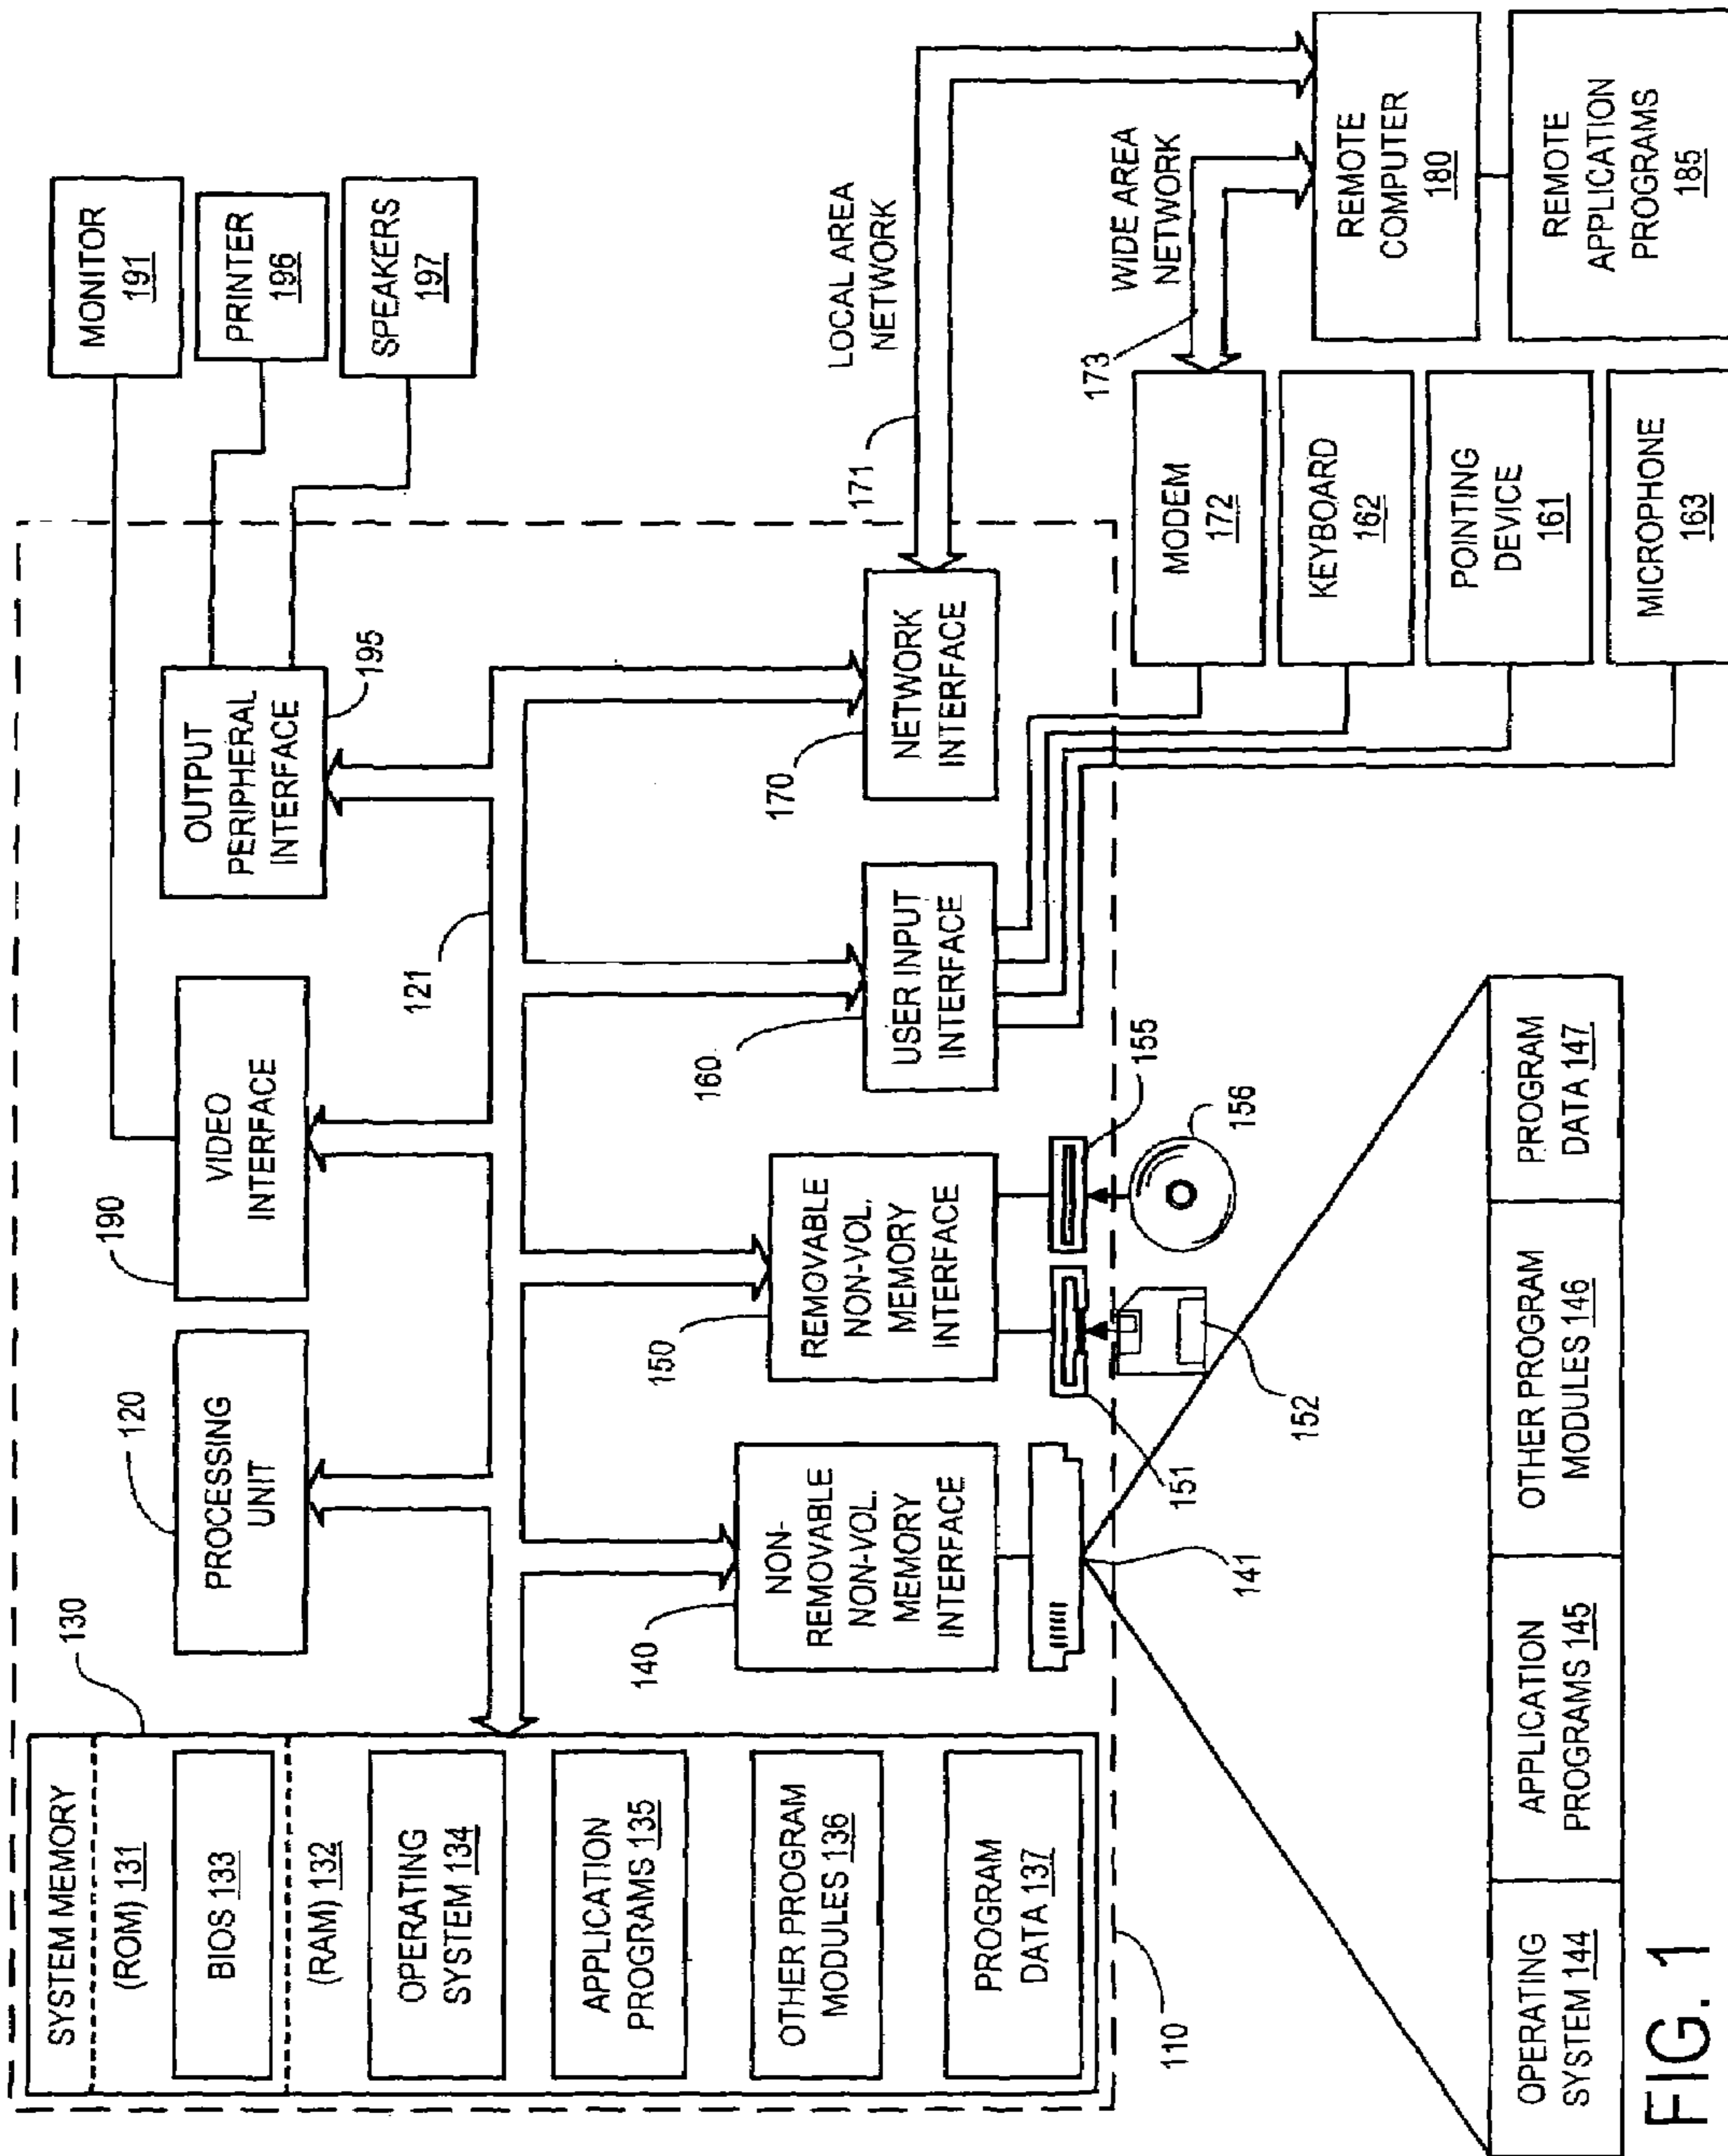 SYSTEM MEMORY
(ROM) 131
BIOS 133
(RAM) 132
OPERATING
SYSTEM 134
APPLICATION
PROGRAMS 135
OTHER PROGRAM
MODULES 136
PROGRAM
DATA 137
130
110
120
PROCESSING
UNIT
190
VIDEO
INTERFACE
121
OUTPUT
PERIPHERAL
INTERFACE
195
MONITOR
191
PRINTER
196
SPEAKERS
197
140
NON-
REMOVABLE
NON-VOL.
MEMORY
INTERFACE
141
150
REMOVABLE
NON-VOL.
MEMORY
INTERFACE
151
152
155
156
160
USER INPUT
INTERFACE
170
NETWORK
INTERFACE
171
LOCAL AREA
NETWORK
173
WIDE AREA
NETWORK
MODEM
172
KEYBOARD
162
POINTING
DEVICE
161
MICROPHONE
163
REMOTE
COMPUTER
180
REMOTE
APPLICATION
PROGRAMS
185
OPERATING
SYSTEM 144
APPLICATION
PROGRAMS 145
OTHER PROGRAM
MODULES 146
PROGRAM
DATA 147
FIG. 1